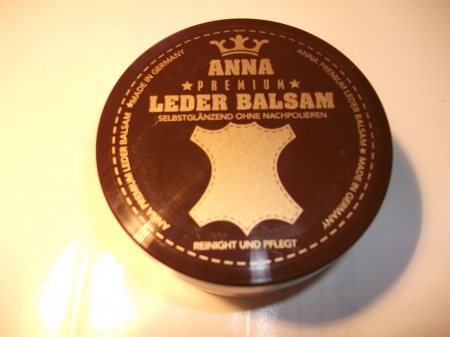 ANNA
PREMIUM
LEDER BALSAM
SELBSTGLÄNZEND OHNE NACHPOLIEREN
REINIGHT UND PFLEGT
ANNA PREMIUM LEDER BALSAM ★ MADE IN GERMANY
ANNA PREMIUM LEDER BALSAM ★ MADE IN GERMANY